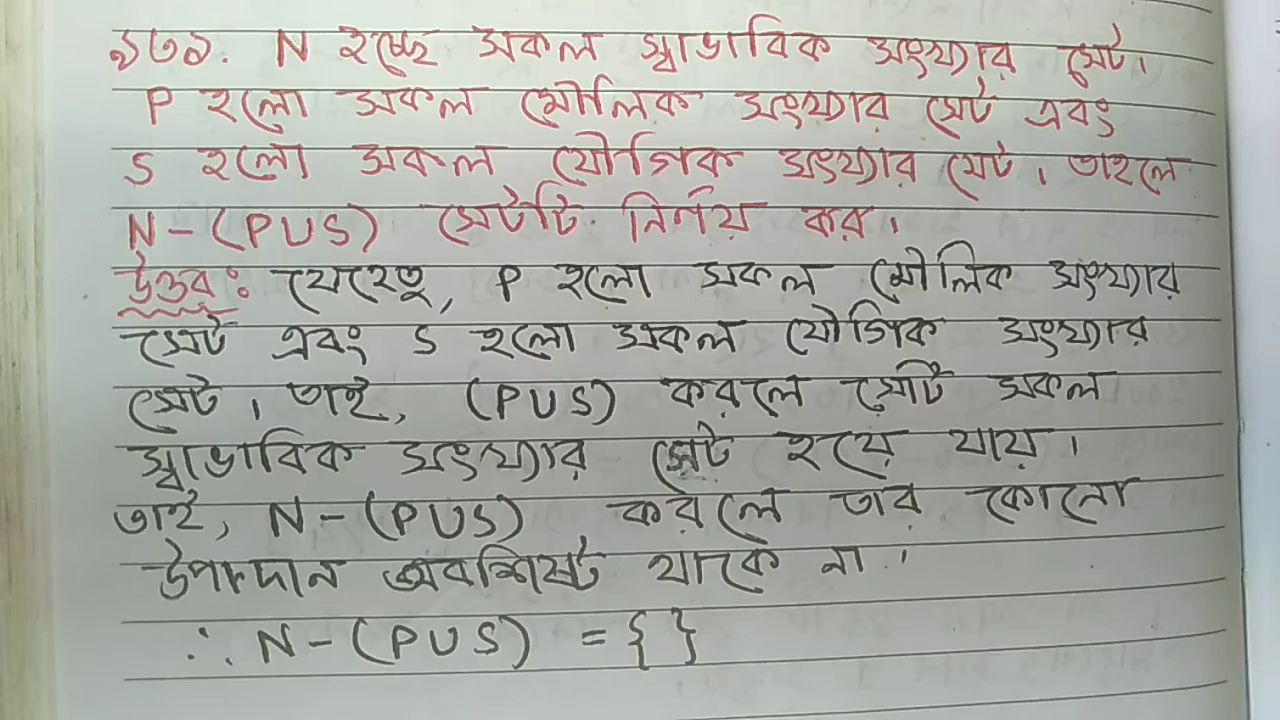 ১৩১. N হচ্ছে সকল স্বাভাবিক সংখ্যার সেট।
P হলো সকল মৌলিক সংখ্যার সেট এবং
S হলো সকল যৌগিক সংখ্যার সেট। তাহলে
N-(PUS) সেটটি নির্ণয় কর।
উত্তর: যেহেতু, P হলো সকল মৌলিক সংখ্যার
সেট এবং S হলো সকল যৌগিক সংখ্যার
সেট। তাই, (PUS) করলে সেটি সকল
স্বাভাবিক সংখ্যার সেট হয়ে যায়।
তাই, N-(PUS) করলে তার কোনো
উপাদান অবশিষ্ট থাকে না।
∴ N-(PUS) = { }